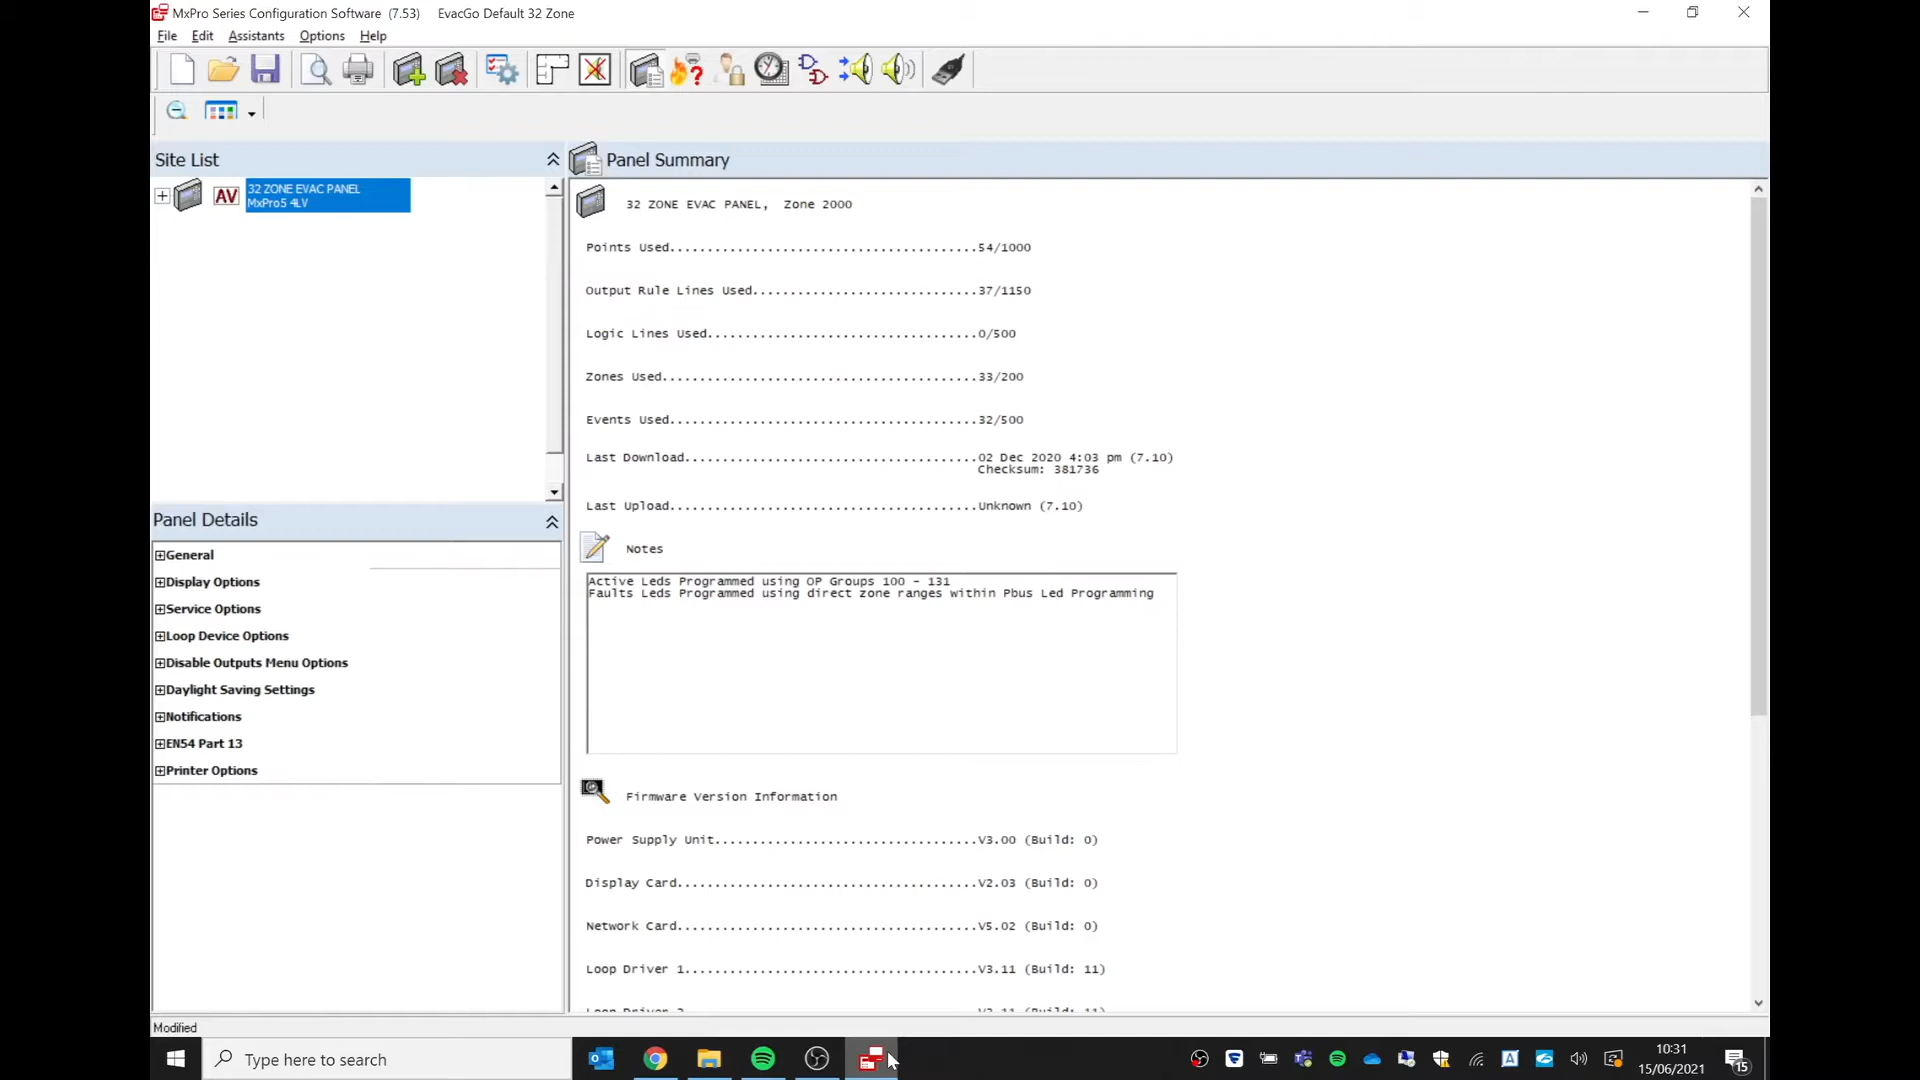 MxPro Series Configuration Software (7.53) EvacGo Default 32 Zone
File Edit Assistants Options Help
Site List
Panel Summary
AV
32 ZONE EVAC PANEL
MxPro5 4LV
32 ZONE EVAC PANEL, Zone 2000
Points Used.......................................54/1000
Output Rule Lines Used..............................37/1150
Logic Lines Used....................................0/500
Zones Used..........................................33/200
Events Used.........................................32/500
Last Download.......................................02 Dec 2020 4:03 pm (7.10)
Checksum: 381736
Last Upload.........................................Unknown (7.10)
Panel Details
General
Display Options
Service Options
Loop Device Options
Disable Outputs Menu Options
Daylight Saving Settings
Notifications
EN54 Part 13
Printer Options
Notes
Active Leds Programmed using OP Groups 100 - 131
Faults Leds Programmed using direct zone ranges within Pbus Led Programming
Firmware Version Information
Power Supply Unit...................................V3.00 (Build: 0)
Display Card........................................V2.03 (Build: 0)
Network Card........................................V5.02 (Build: 0)
Loop Driver 1.......................................V3.11 (Build: 11)
Modified
Type here to search
10:31
15/06/2021
15